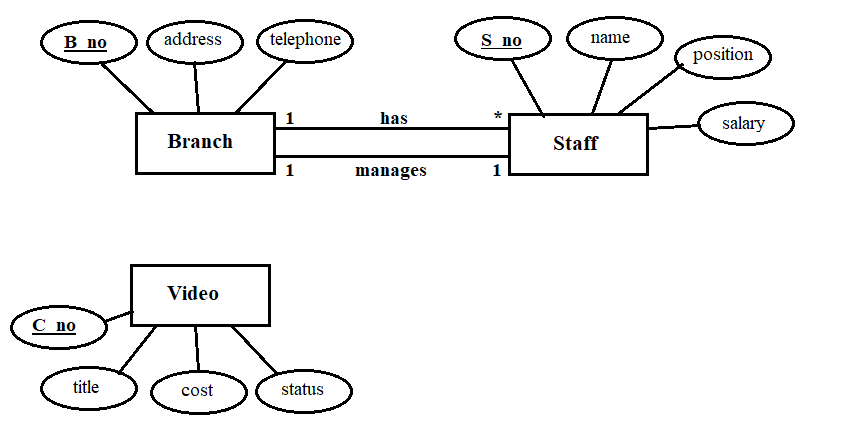 B_no
address
telephone
S_no
name
position
salary
1 has *
Branch
Staff
1 manages 1
Video
C_no
title
cost
status